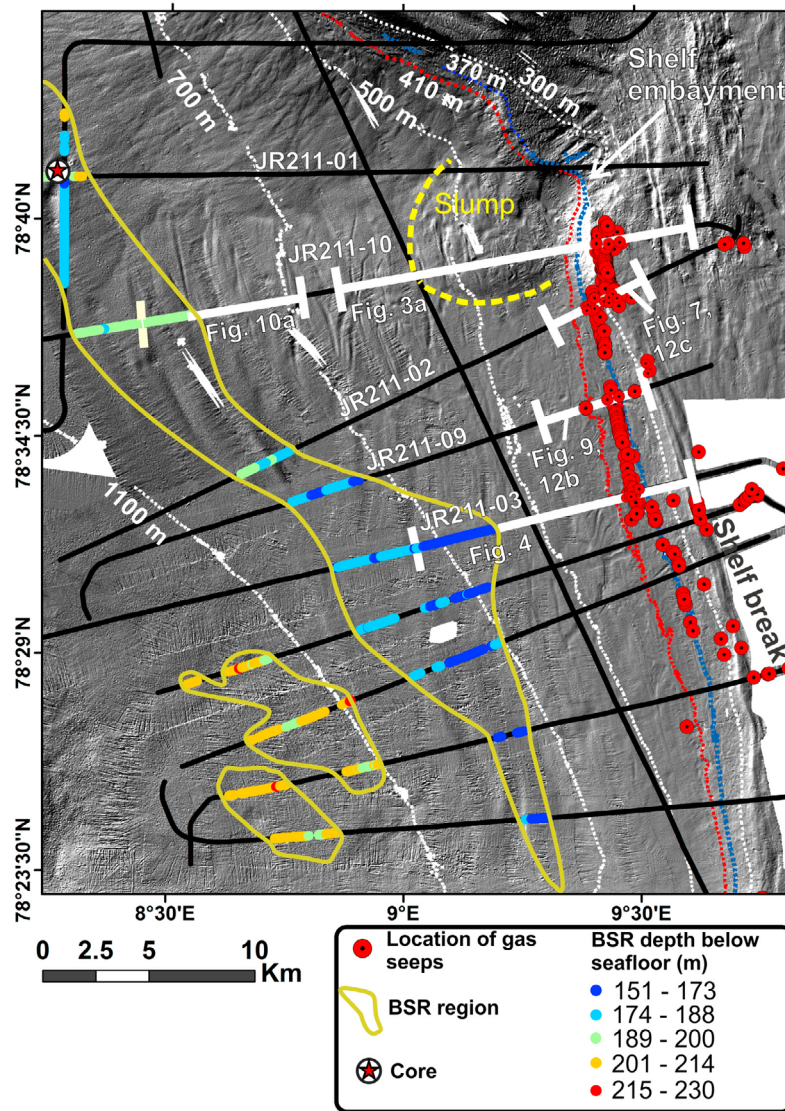 700 m
500 m
410 m
370 m
300 m
Shelf
embayment
JR211-01
Slump
JR211-10
Fig. 10a
Fig. 3a
Fig. 7,
12c
JR211-02
JR211-09
Fig. 9,
12b
JR211-03
Fig. 4
1100 m
Shelf break
78°40'
78°34'30''N
78°29'
78°23'30''N
8°30'E
9°E
9°30'E
0 2.5 5 10
Km
Location of gas
seeps
BSR region
Core
BSR depth below
seafloor (m)
151 - 173
174 - 188
189 - 200
201 - 214
215 - 230